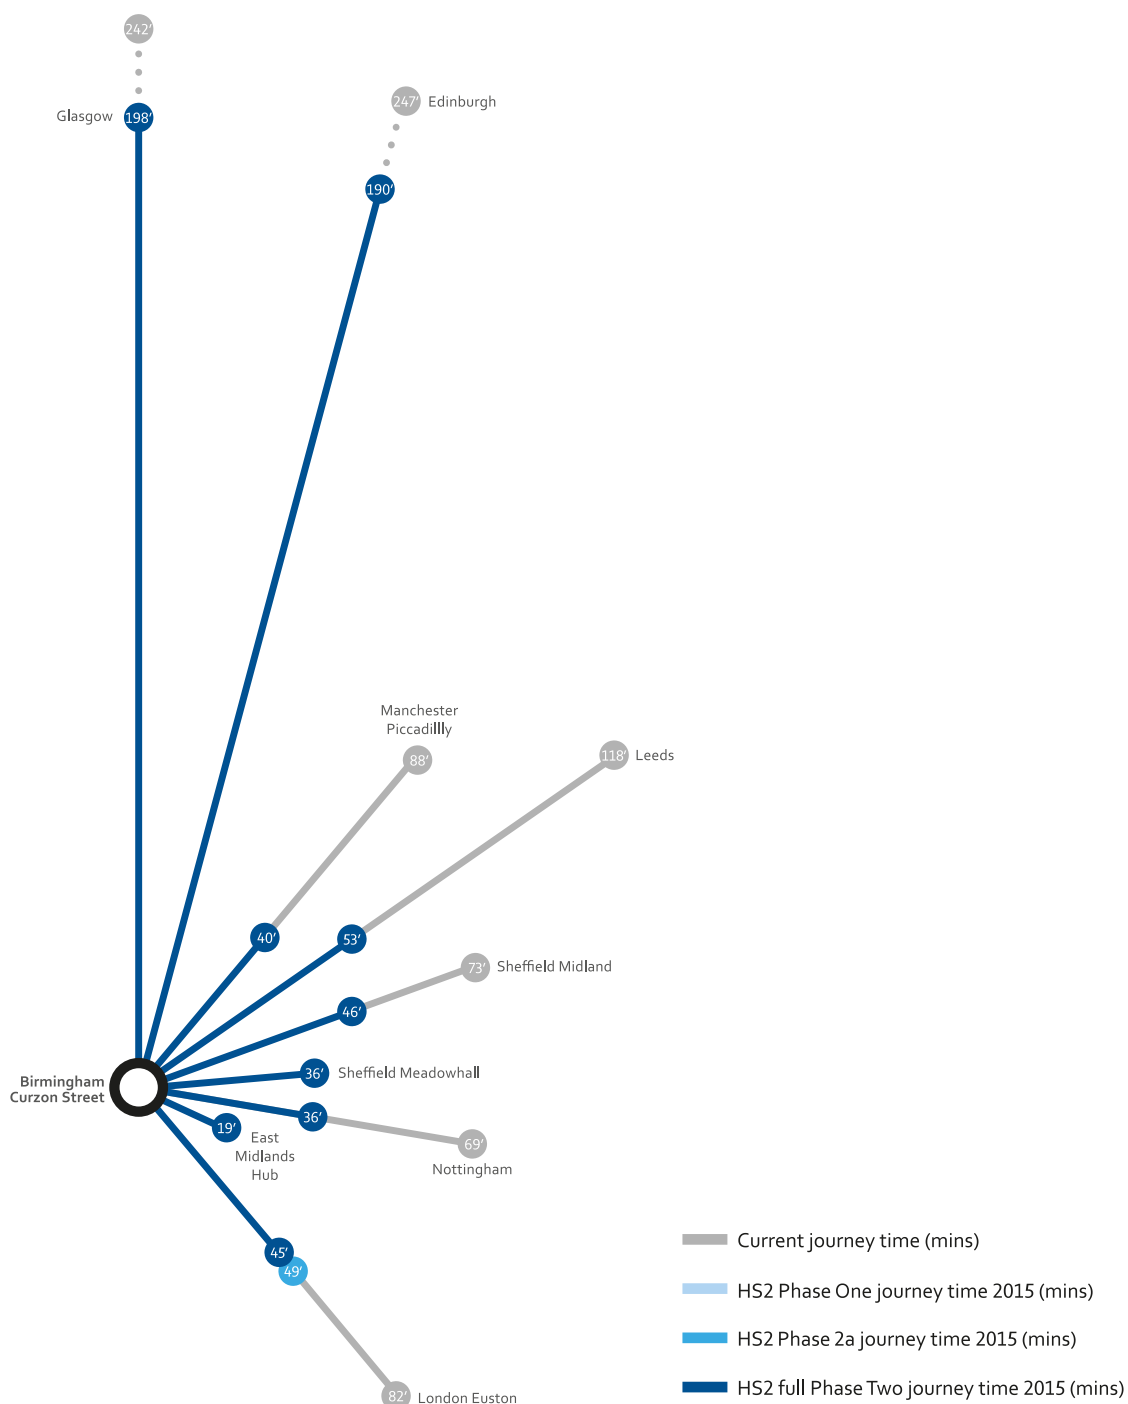 242′
Glasgow
198′
247′
Edinburgh
190′
Manchester
Piccadillly
88′
118′
Leeds
40′
53′
73′
Sheffield Midland
46′
36′
Sheffield Meadowhall
Birmingham
Curzon Street
36′
19′
East
Midlands
Hub
69′
Nottingham
45′
49′
82′
London Euston
Current journey time (mins)
HS2 Phase One journey time 2015 (mins)
HS2 Phase 2a journey time 2015 (mins)
HS2 full Phase Two journey time 2015 (mins)